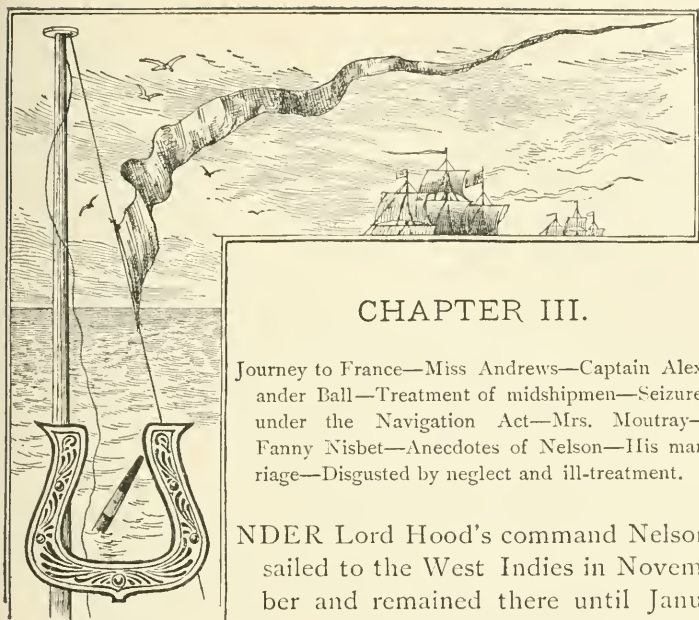 CHAPTER III.
Journey to France—Miss Andrews—Captain Alex
ander Ball—Treatment of midshipmen—Seizure
under the Navigation Act—Mrs. Moutray—
Fanny Nisbet—Anecdotes of Nelson—His mar
riage—Disgusted by neglect and ill-treatment.
UNDER Lord Hood's command Nelson
sailed to the West Indies in Novem
ber and remained there until Janu